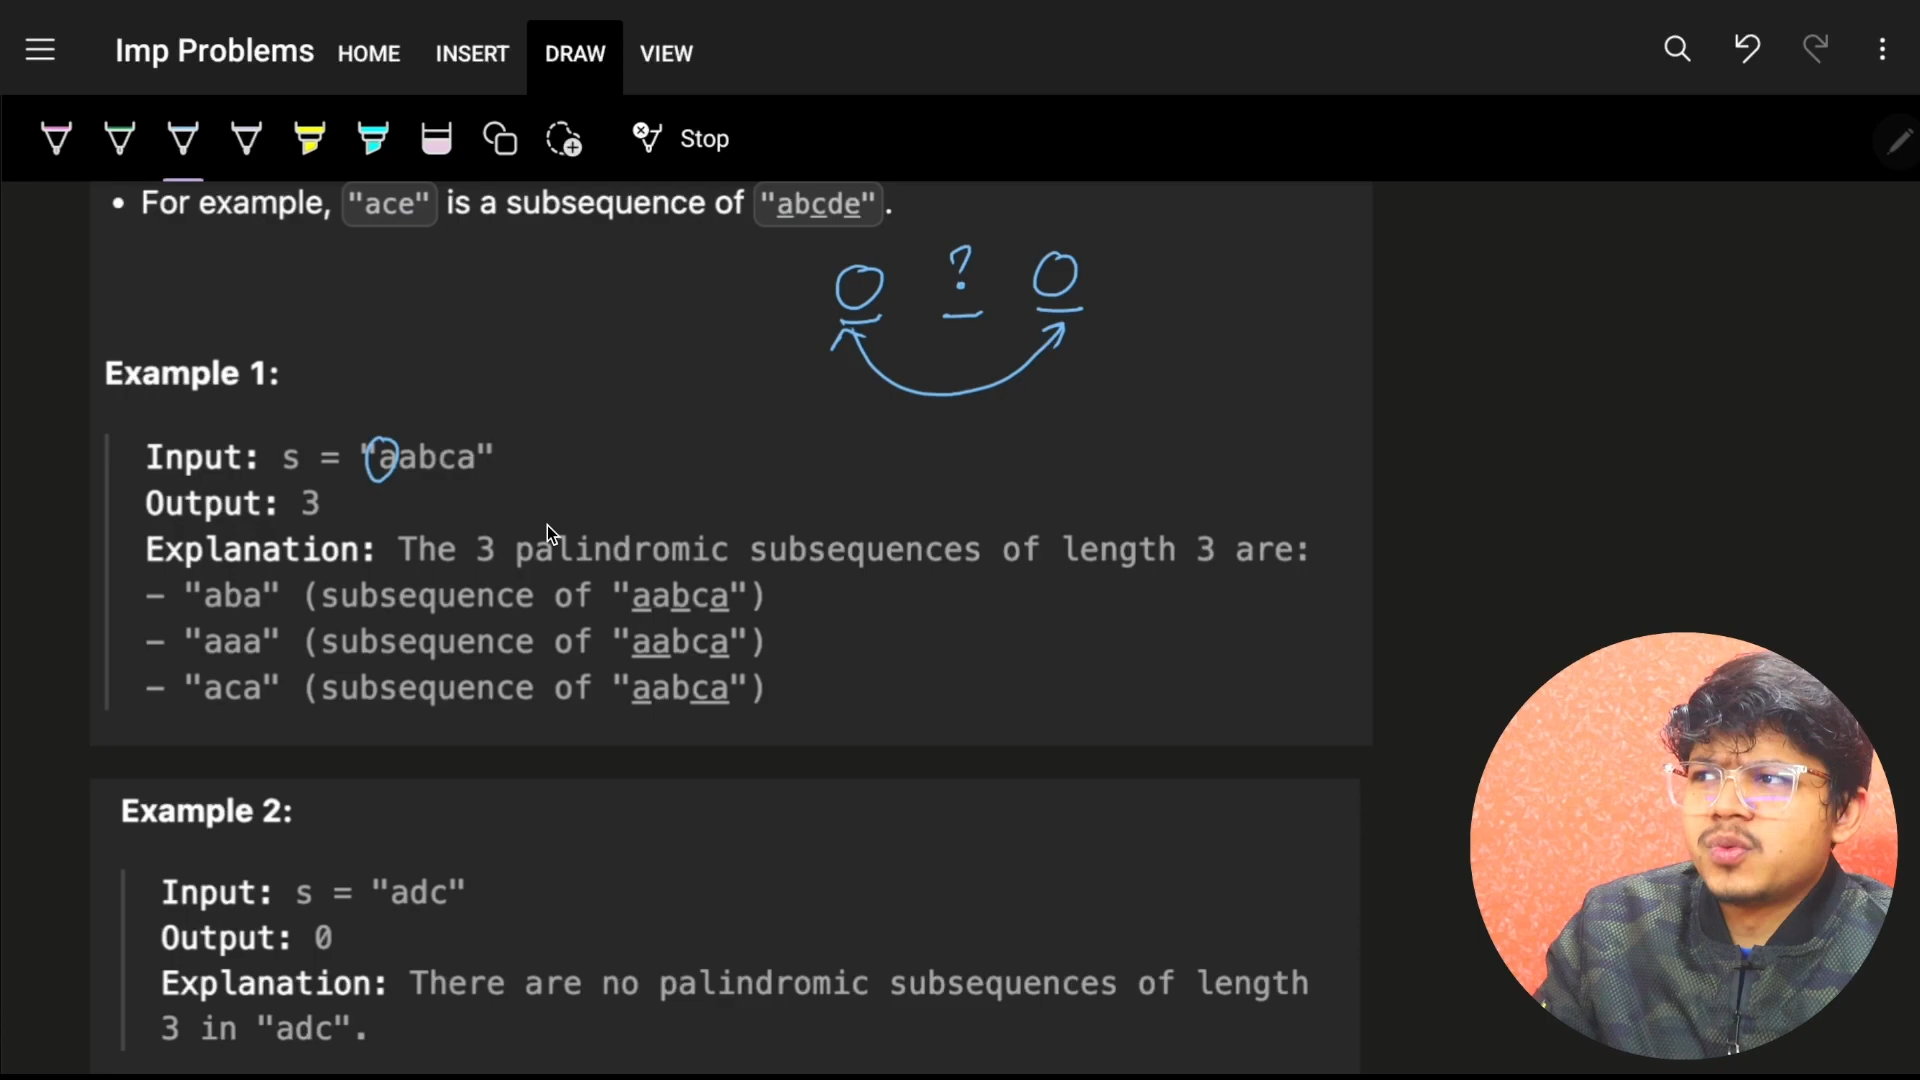 Imp Problems HOME INSERT DRAW VIEW
Stop
• For example, "ace" is a subsequence of "abcde".
O ? O
Example 1:
Input: s = "aabca"
Output: 3
Explanation: The 3 palindromic subsequences of length 3 are:
– "aba" (subsequence of "aabca")
– "aaa" (subsequence of "aabca")
– "aca" (subsequence of "aabca")
Example 2:
Input: s = "adc"
Output: 0
Explanation: There are no palindromic subsequences of length
3 in "adc".